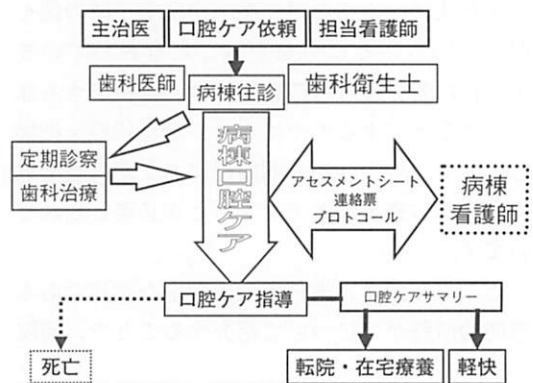 主治医 口腔ケア依頼 担当看護師
歯科医師 病棟往診 歯科衛生士
病棟口腔ケア
定期診察
歯科治療
アセスメントシート
連絡票
プロトコール
病棟
看護師
口腔ケア指導 口腔ケアサマリー
死亡 転院・在宅療養 軽快